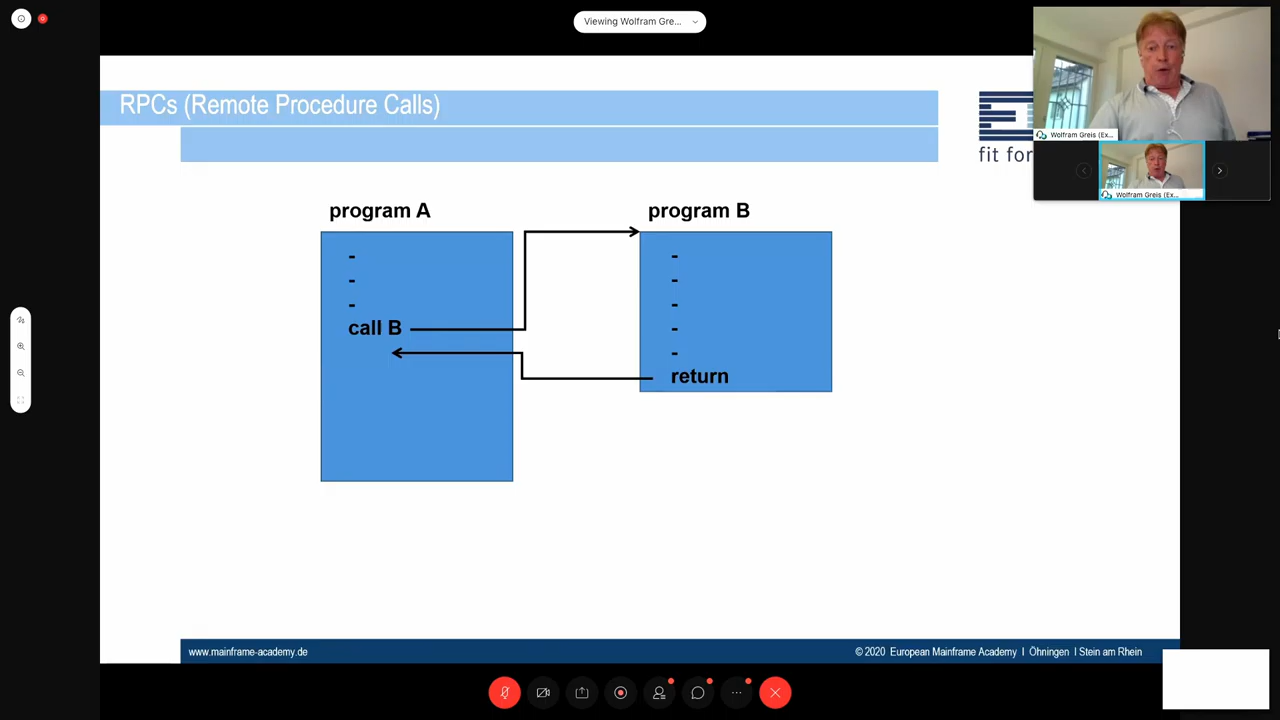 Viewing Wolfram Gre...
RPCs (Remote Procedure Calls)
fit for
Wolfram Greis (Ex...
Wolfram Greis (Ex...
program A
program B
-
-
-
call B
-
-
-
-
-
return
www.mainframe-academy.de
© 2020 European Mainframe Academy I Öhningen I Stein am Rhein